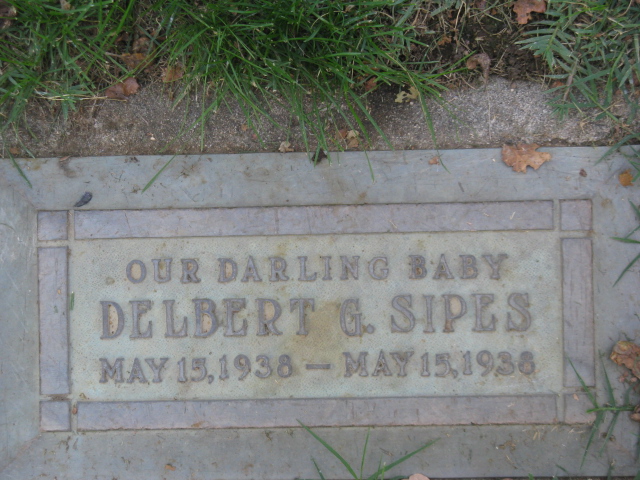 OUR DARLING BABY
DELBERT G. SIPES
MAY 15, 1938 — MAY 15, 1938